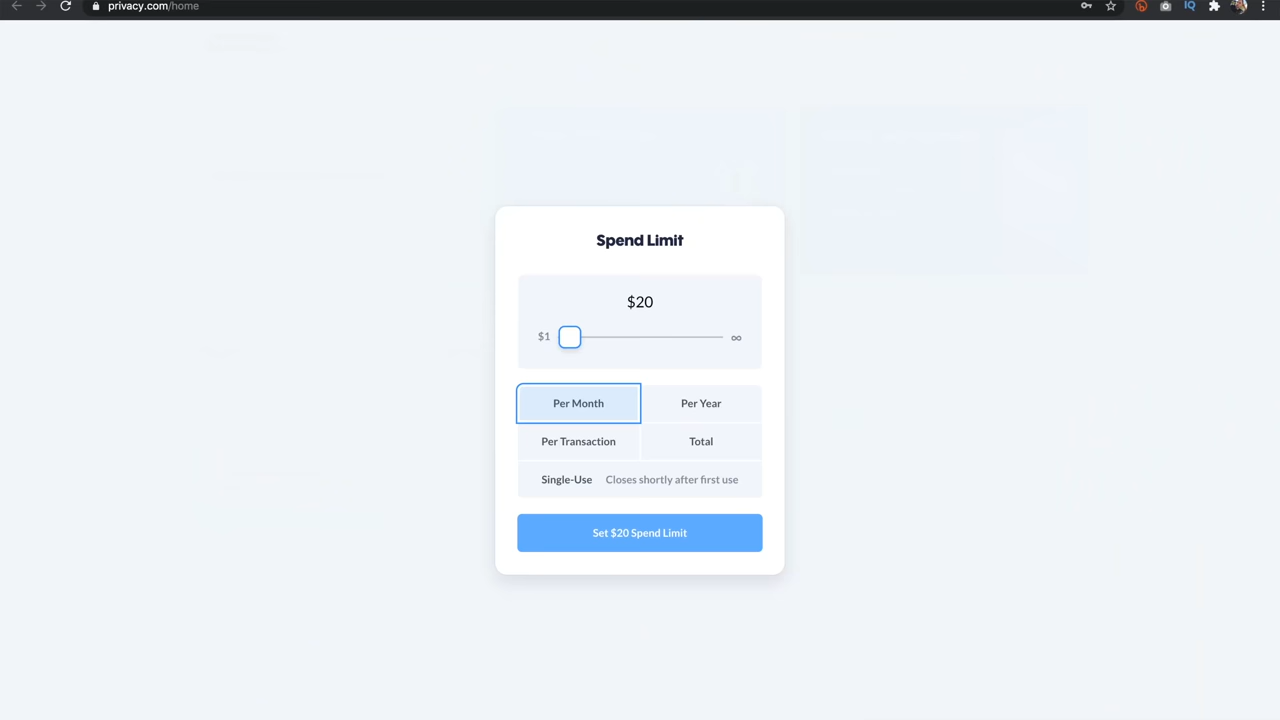 privacy.com/home
IQ
Spend Limit
$20
$1 ∞
Per Month Per Year
Per Transaction Total
Single-Use Closes shortly after first use
Set $20 Spend Limit